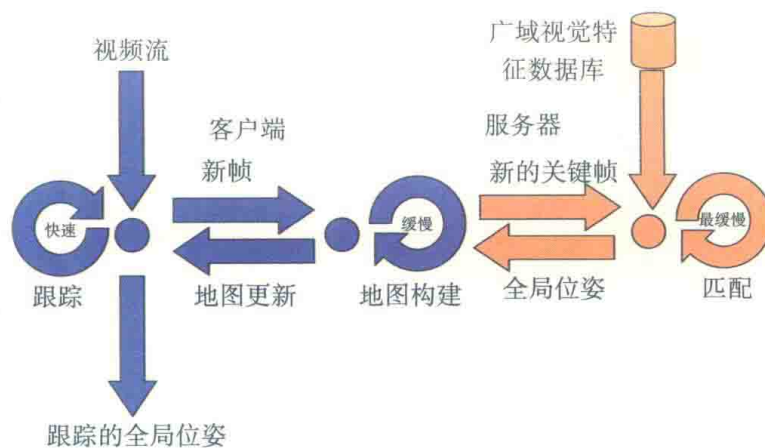 视频流
广域视觉特
征数据库
客户端
服务器
新帧
新的关键帧
快速
缓慢
最缓慢
跟踪
地图更新
地图构建
全局位姿
匹配
跟踪的全局位姿